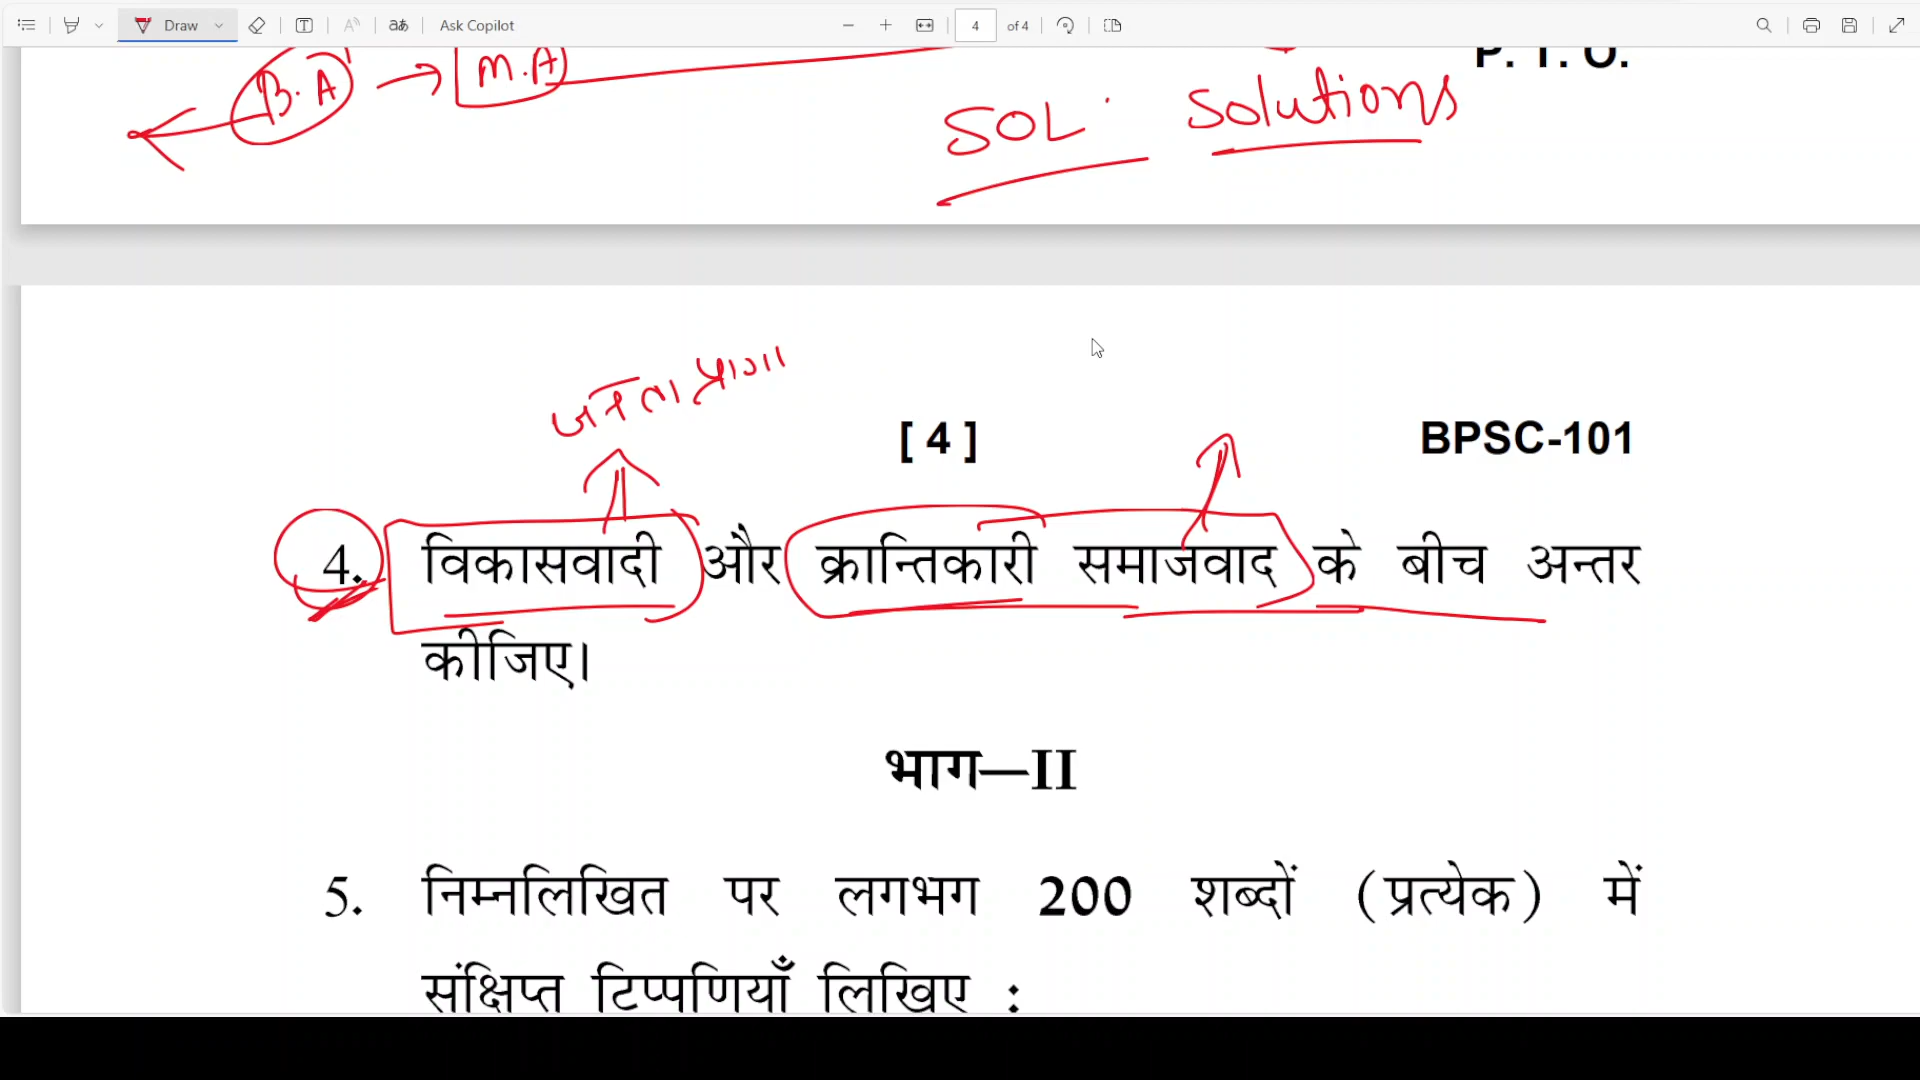 Draw
Ask Copilot
4 of 4
P. T. O.
B.A → M.A
SOL Solutions
[ 4 ] BPSC-101
4. विकासवादी और क्रान्तिकारी समाजवाद के बीच अन्तर
कीजिए।
भाग—II
5. निम्नलिखित पर लगभग 200 शब्दों (प्रत्येक) में
संक्षिप्त टिप्पणियाँ लिखिए :